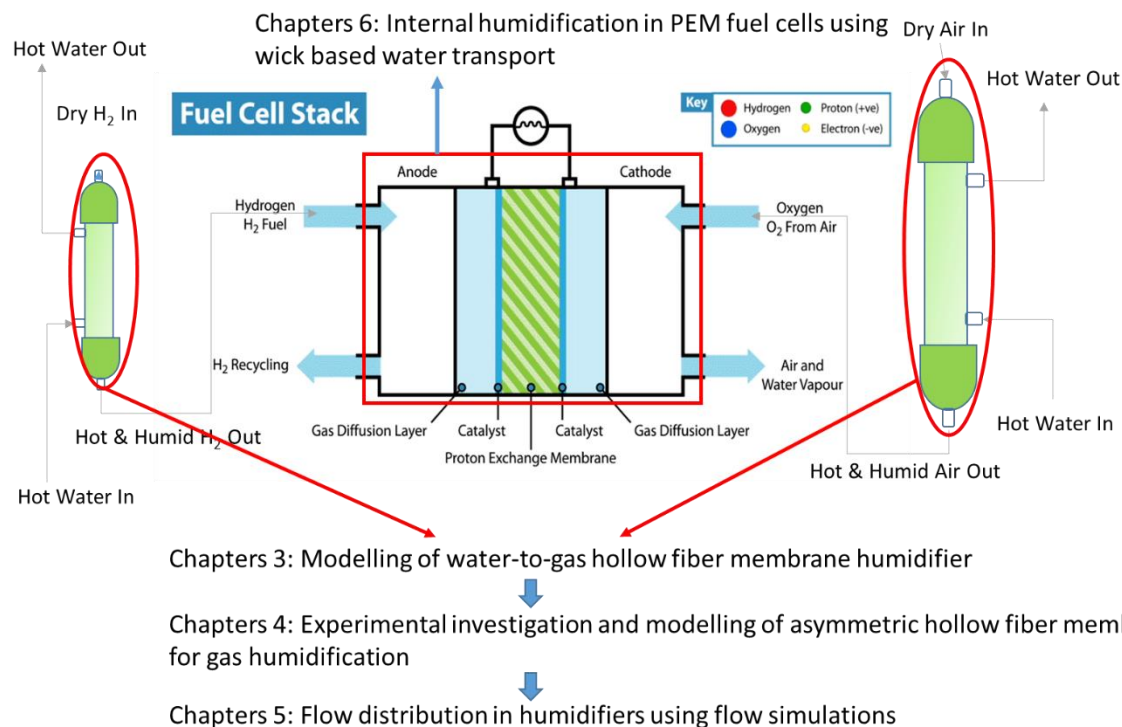 Chapters 6: Internal humidification in PEM fuel cells using
wick based water transport
Hot Water Out
Dry H₂ In
Dry Air In
Hot Water Out
Fuel Cell Stack
Key
Hydrogen
Proton (+ve)
Oxygen
Electron (-ve)
Anode
Cathode
Hydrogen
H₂ Fuel
Oxygen
O₂ From Air
H₂ Recycling
Air and
Water Vapour
Gas Diffusion Layer
Catalyst
Catalyst
Gas Diffusion Layer
Proton Exchange Membrane
Hot & Humid H₂ Out
Hot Water In
Hot Water In
Hot & Humid Air Out
Chapters 3: Modelling of water-to-gas hollow fiber membrane humidifier
Chapters 4: Experimental investigation and modelling of asymmetric hollow fiber
for gas humidification
Chapters 5: Flow distribution in humidifiers using flow simulations